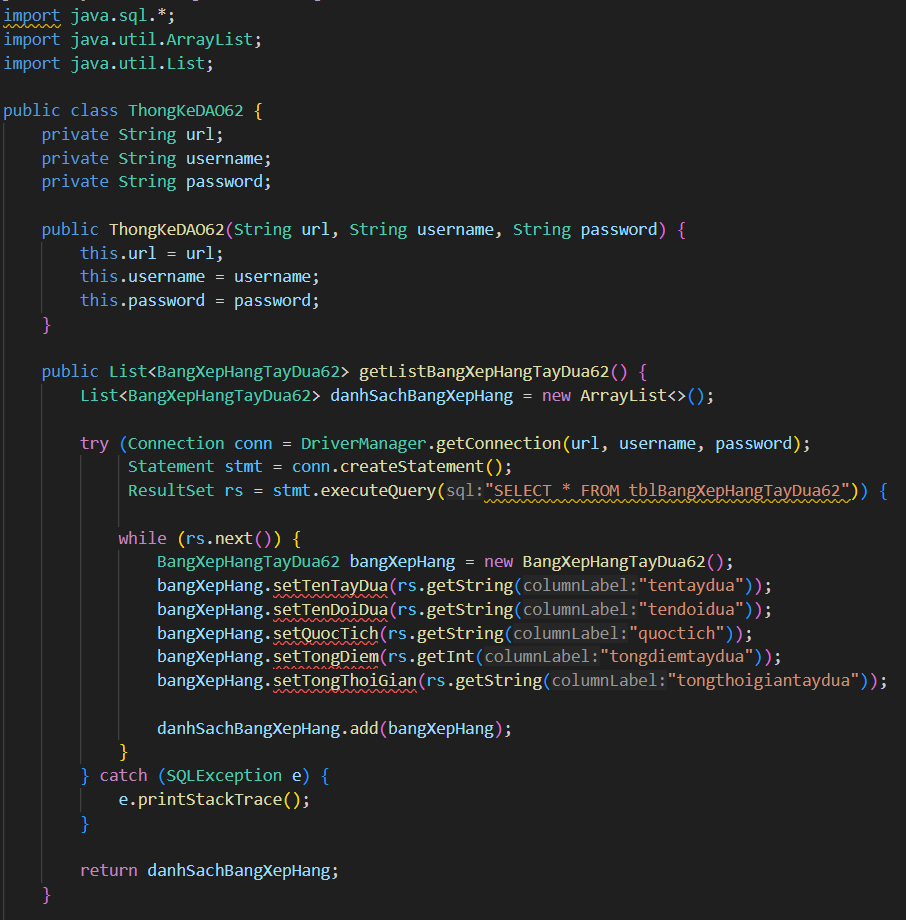 import java.sql.*;
import java.util.ArrayList;
import java.util.List;

public class ThongKeDAO62 {
    private String url;
    private String username;
    private String password;

    public ThongKeDAO62(String url, String username, String password) {
        this.url = url;
        this.username = username;
        this.password = password;
    }

    public List<BangXepHangTayDua62> getListBangXepHangTayDua62() {
        List<BangXepHangTayDua62> danhSachBangXepHang = new ArrayList<>();

        try (Connection conn = DriverManager.getConnection(url, username, password);
             Statement stmt = conn.createStatement();
             ResultSet rs = stmt.executeQuery(sql:"SELECT * FROM tblBangXepHangTayDua62")) {

            while (rs.next()) {
                BangXepHangTayDua62 bangXepHang = new BangXepHangTayDua62();
                bangXepHang.setTenTayDua(rs.getString(columnLabel:"tentaydua"));
                bangXepHang.setTenDoiDua(rs.getString(columnLabel:"tendoidua"));
                bangXepHang.setQuocTich(rs.getString(columnLabel:"quoctich"));
                bangXepHang.setTongDiem(rs.getInt(columnLabel:"tongdiemtaydua"));
                bangXepHang.setTongThoiGian(rs.getString(columnLabel:"tongthoigiantaydua"));

                danhSachBangXepHang.add(bangXepHang);
            }
        } catch (SQLException e) {
            e.printStackTrace();
        }

        return danhSachBangXepHang;
    }